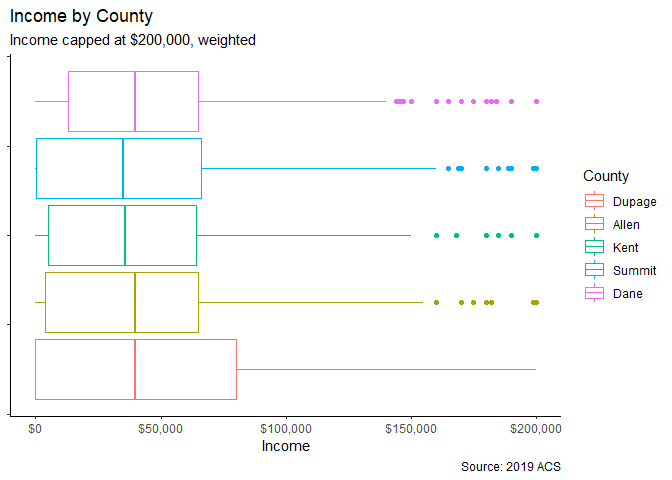 Income by County
Income capped at $200,000, weighted
County
Dupage
Allen
Kent
Summit
Dane
$0 $50,000 $100,000 $150,000 $200,000
Income
Source: 2019 ACS